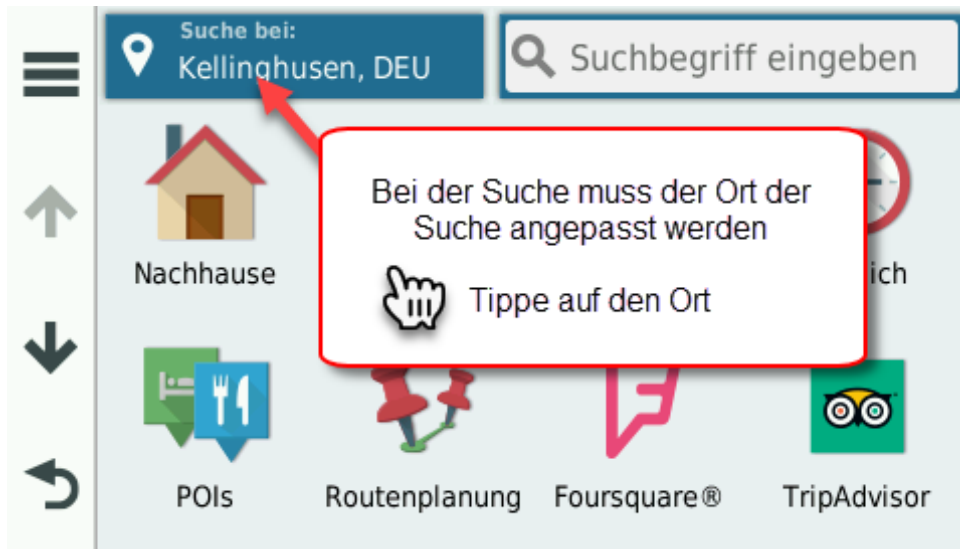 Suche bei:
Kellinghusen, DEU
Suchbegriff eingeben
Bei der Suche muss der Ort der
Suche angepasst werden
Tippe auf den Ort
Nachhause
ich
POIs
Routenplanung
Foursquare®
TripAdvisor